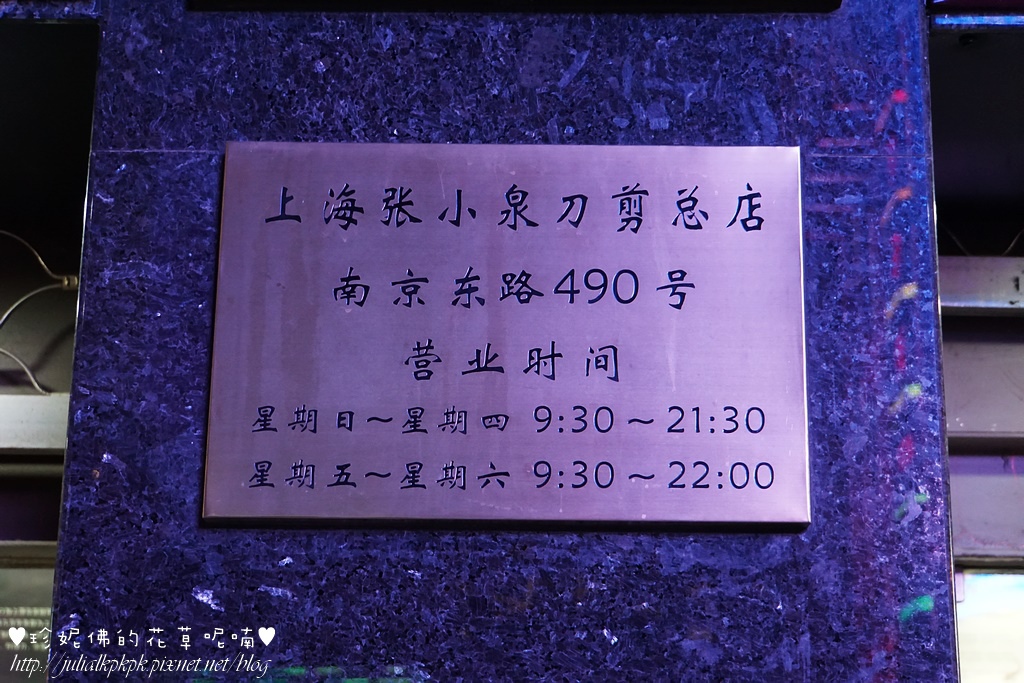 上海张小泉刀剪总店
南京东路490号
营业时间
星期日～星期四 9:30～21:30
星期五～星期六 9:30～22:00
♥珍妮佛的花草呢喃♥
http://julialkpkpk.pixnet.net/blog